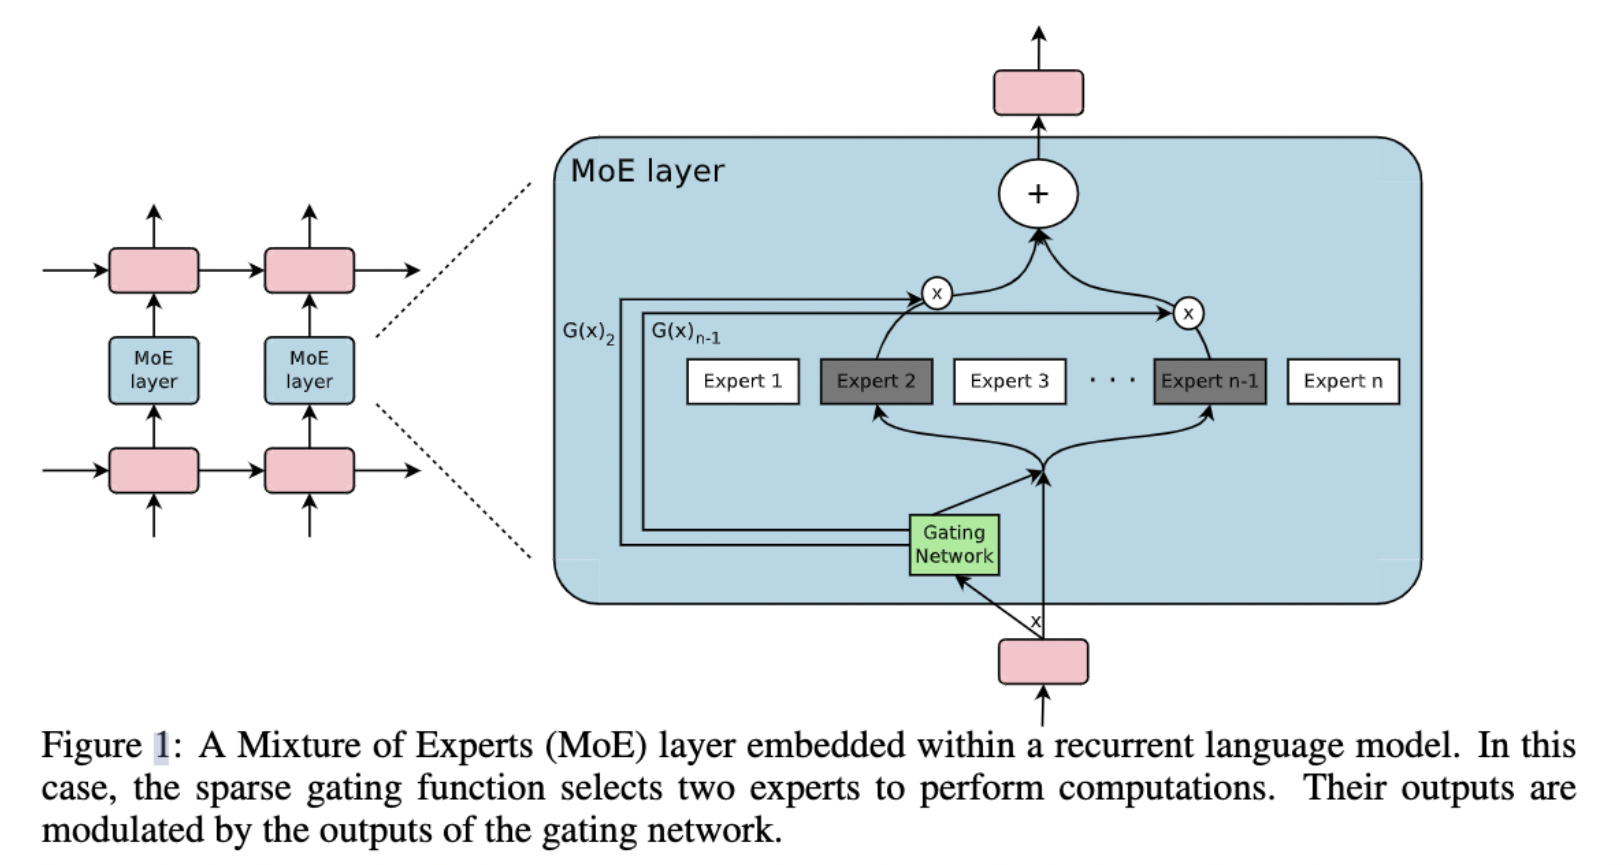 MoE layer
+
x
x
G(x)2
G(x)n-1
MoE
layer
MoE
layer
Expert 1
Expert 2
Expert 3
. . .
Expert n-1
Expert n
Gating
Network
x
Figure 1: A Mixture of Experts (MoE) layer embedded within a recurrent language model. In this
case, the sparse gating function selects two experts to perform computations. Their outputs are
modulated by the outputs of the gating network.